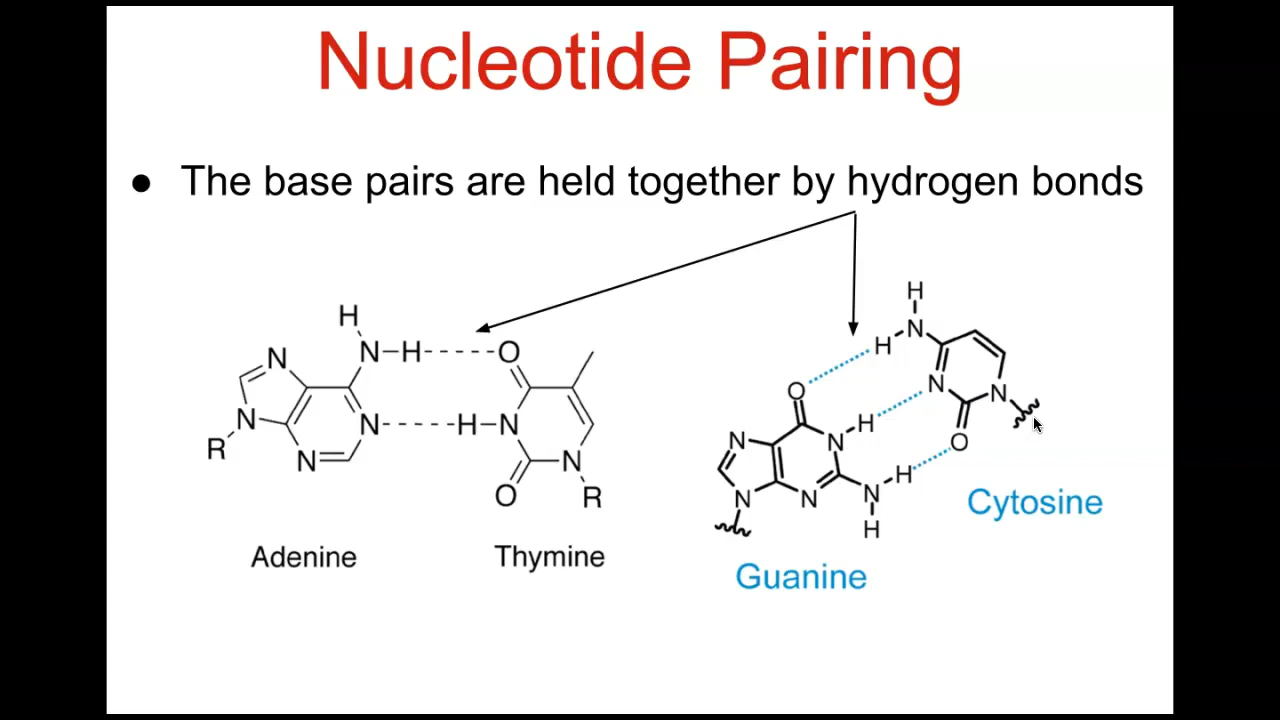 Nucleotide Pairing
● The base pairs are held together by hydrogen bonds
H
N
N
H
O
N
R
N
N
H
N
O
N
R
Adenine
Thymine
H
N
H
O
N
N
O
H
N
N
H
N
N
N
H
Cytosine
Guanine